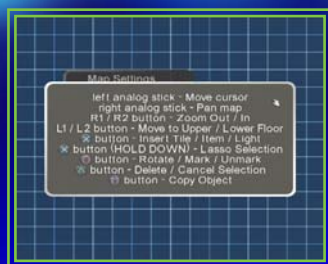 Map Settings
left analog stick - Move cursor
right analog stick - Pan map
R1 / R2 button - Zoom Out / In
L1 / L2 button - Move to Upper / Lower Floor
button - Insert Tile / Item / Light
button (HOLD DOWN) - Lasso Selection
button - Rotate / Mark / Unmark
button - Delete / Cancel Selection
button - Copy Object